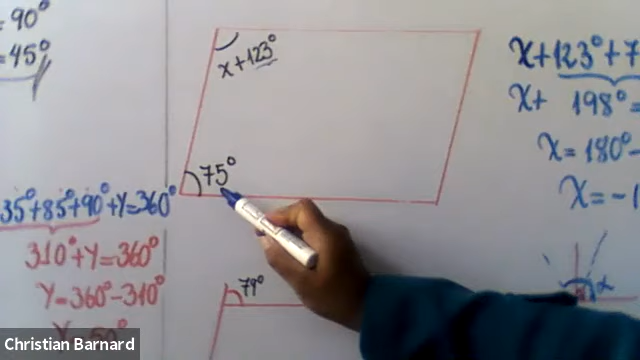 = 90°
= 45°
x + 123°
75°
x + 123° + 7
x + 198° =
x = 180° -
x = -1
35° + 85° + 90° + y = 360°
310° + y = 360°
y = 360° - 310°
79°
Christian Barnard